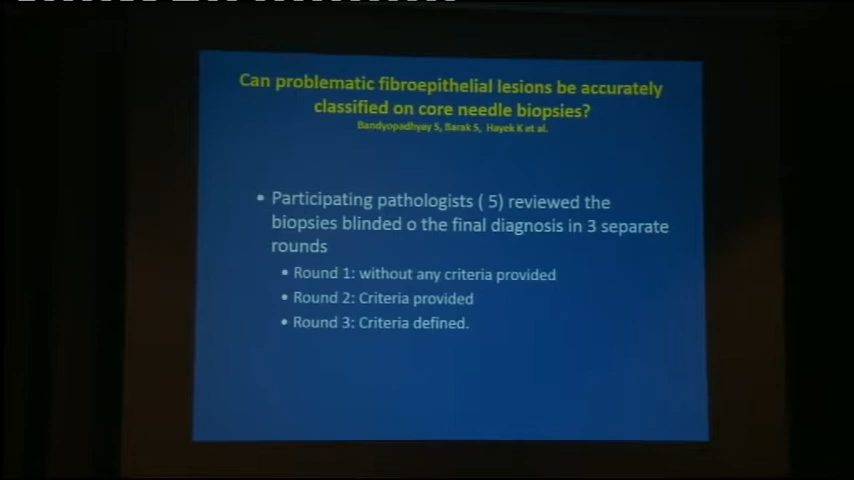 Can problematic fibroepithelial lesions be accurately
classified on core needle biopsies?
Bandyopadhyay S, Barak S, Hayek K et al.
• Participating pathologists ( 5) reviewed the
biopsies blinded o the final diagnosis in 3 separate
rounds
• Round 1: without any criteria provided
• Round 2: Criteria provided
• Round 3: Criteria defined.